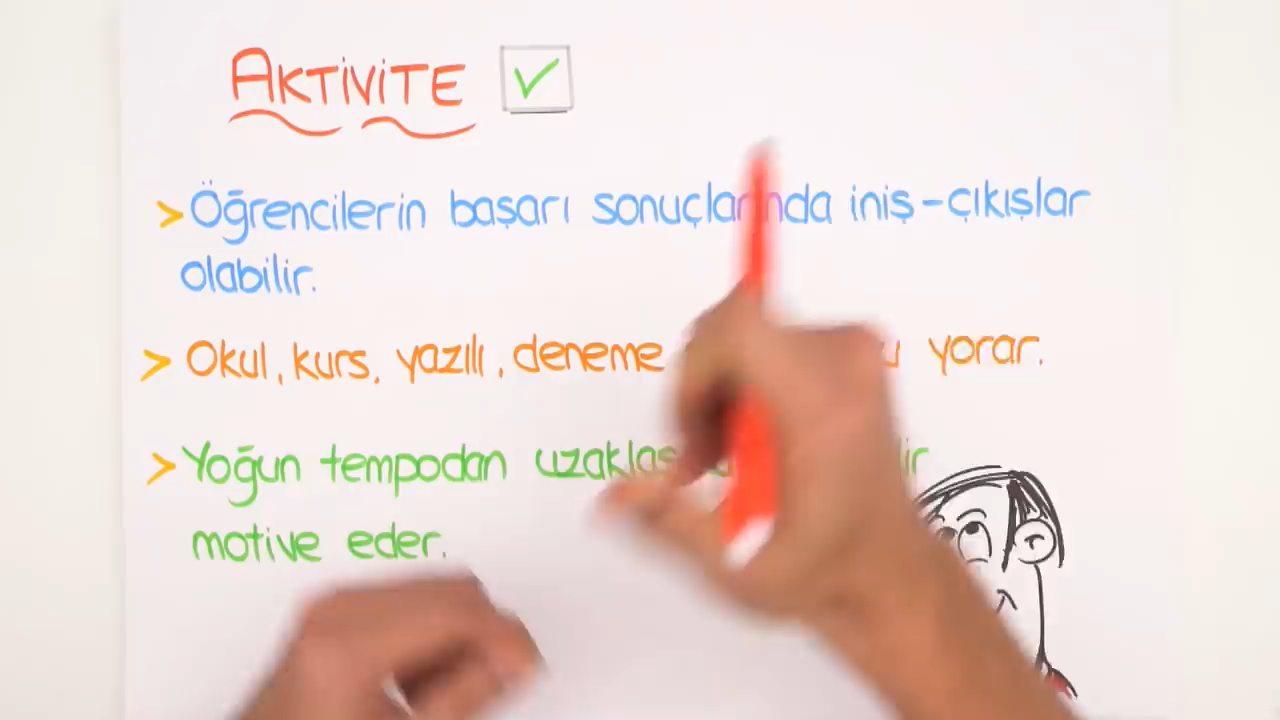 AKTİVİTE
> Öğrencilerin başarı sonuçlarında iniş-çıkışlar
olabilir.
> Okul, kurs, yazılı, deneme yorar.
> Yoğun tempodan
motive eder.